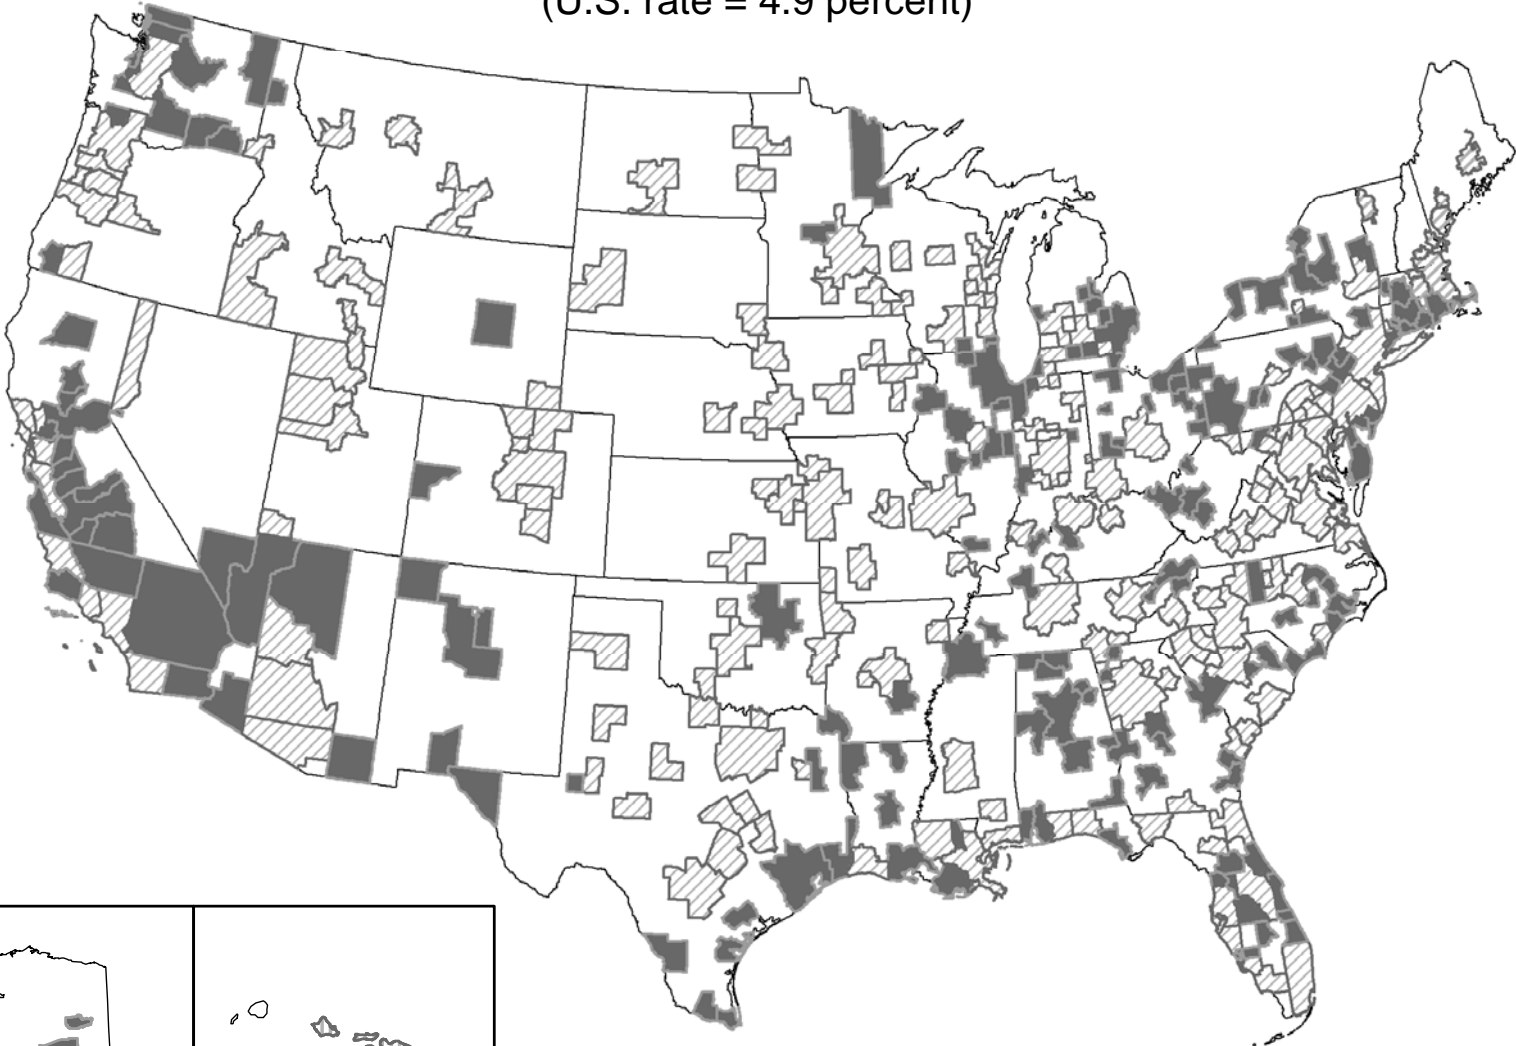 (U.S. rate = 4.9 percent)